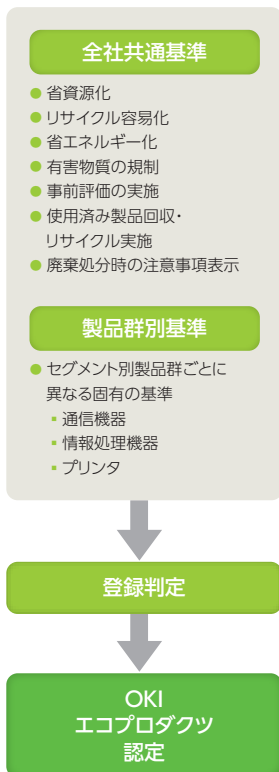 全社共通基準
● 省資源化
● リサイクル容易化
● 省エネルギー化
● 有害物質の規制
● 事前評価の実施
● 使用済み製品回収・
リサイクル実施
● 廃棄処分時の注意事項表示
製品群別基準
● セグメント別製品群ごとに
異なる固有の基準
▪ 通信機器
▪ 情報処理機器
▪ プリンタ
登録判定
OKI
エコプロダクツ
認定